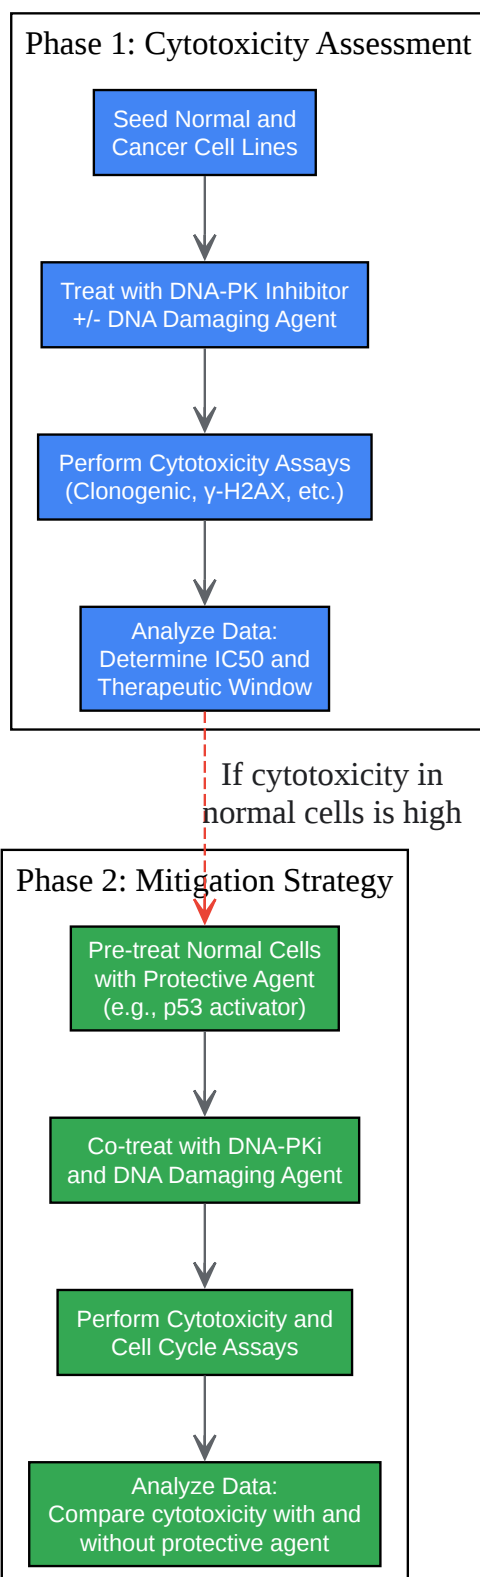 Phase 1: Cytotoxicity Assessment
Seed Normal and
Cancer Cell Lines
Treat with DNA-PK Inhibitor
+/- DNA Damaging Agent
Perform Cytotoxicity Assays
(Clonogenic, γ-H2AX, etc.)
Analyze Data:
Determine IC50 and
Therapeutic Window
If cytotoxicity in
normal cells is high
Phase 2: Mitigation Strategy
Pre-treat Normal Cells
with Protective Agent
(e.g., p53 activator)
Co-treat with DNA-PKi
and DNA Damaging Agent
Perform Cytotoxicity and
Cell Cycle Assays
Analyze Data:
Compare cytotoxicity with and
without protective agent